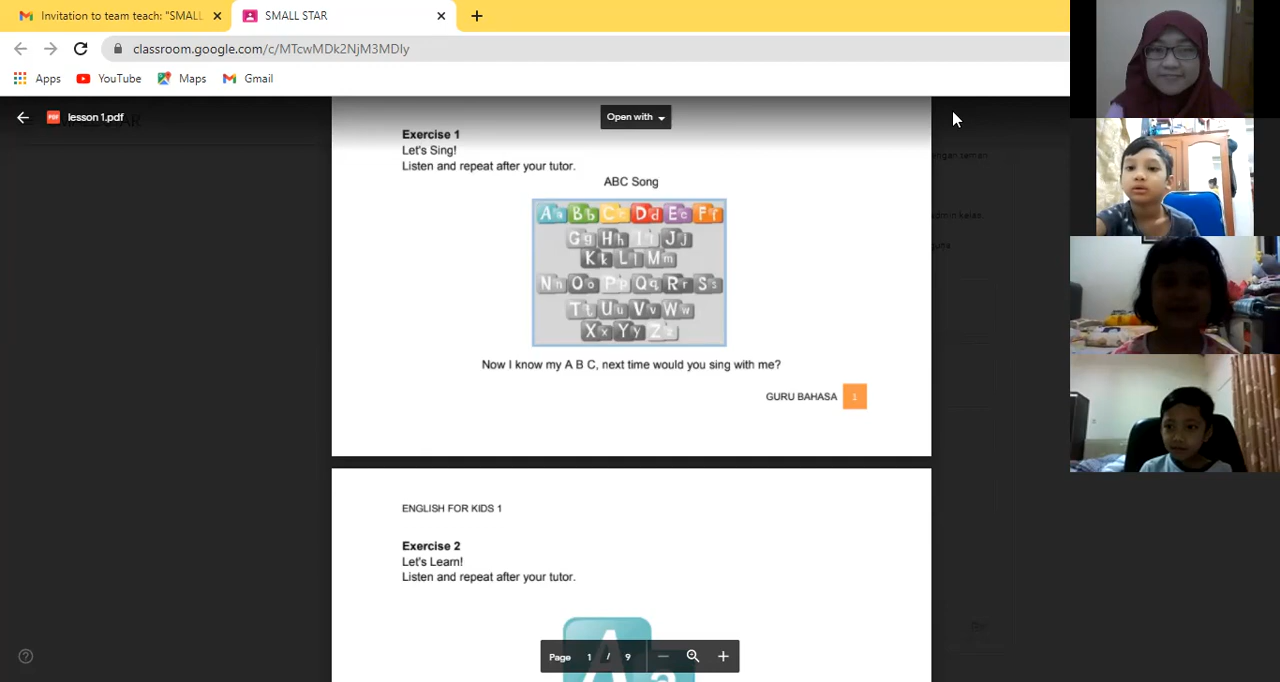 Invitation to team teach: "SMALL
SMALL STAR
classroom.google.com/c/MTcwMDk2NjM3MDIy
Apps YouTube Maps Gmail
lesson 1.pdf
Open with
Exercise 1
Let's Sing!
Listen and repeat after your tutor.
ABC Song
Aa Bb Cc Dd Ee Ff
Gg Hh Ii Jj
Kk Ll Mm
Nn Oo Pp Qq Rr Ss
Tt Uu Vv Ww
Xx Yy Zz
Now I know my A B C, next time would you sing with me?
GURU BAHASA 1
ENGLISH FOR KIDS 1
Exercise 2
Let's Learn!
Listen and repeat after your tutor.
Aa
Page 1 / 9